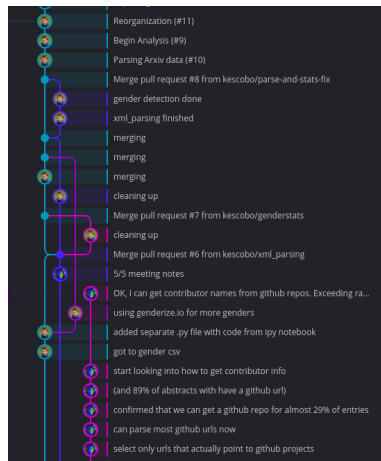 Reorganization (#11)
Begin Analysis (#9)
Parsing Arxiv data (#10)
Merge pull request #8 from kescobo/parse-and-stats-fix
gender detection done
xml_parsing finished
merging
merging
merging
cleaning up
Merge pull request #7 from kescobo/genderstats
cleaning up
Merge pull request #6 from kescobo/xml_parsing
5/5 meeting notes
OK, I can get contributor names from github repos. Exceeding ra...
using genderize.io for more genders
added separate .py file with code from ipy notebook
got to gender csv
start looking into how to get contributor info
(and 89% of abstracts with have a github url)
confirmed that we can get a github repo for almost 29% of entries
can parse most github urls now
select only urls that actually point to github projects